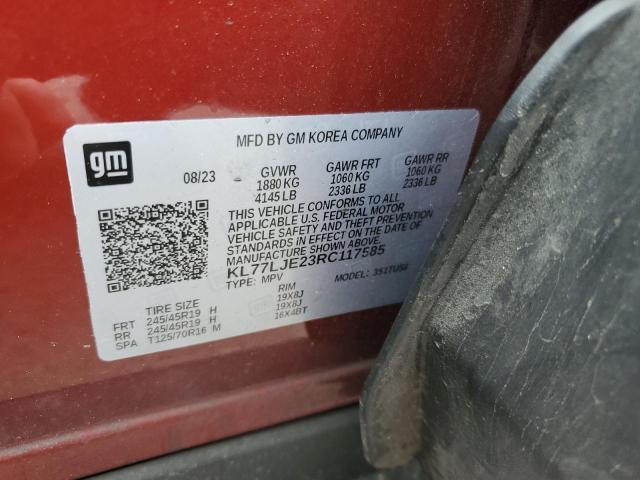 MFD BY GM KOREA COMPANY
gm
08/23 GVWR GAWR FRT GAWR RR
1880 KG 1060 KG 1060 KG
4145 LB 2336 LB 2336 LB
THIS VEHICLE CONFORMS TO ALL
APPLICABLE U.S. FEDERAL MOTOR
VEHICLE SAFETY AND THEFT PREVENTION
STANDARDS IN EFFECT ON THE DATE OF
MANUFACTURE SHOWN ABOVE.
KL77LJE23RC117585
TYPE: MPV MODEL: 351TU56
TIRE SIZE RIM
FRT 245/45R19 H 19X8J
RR 245/45R19 H 19X8J
SPA T125/70R16 M 16X4BT